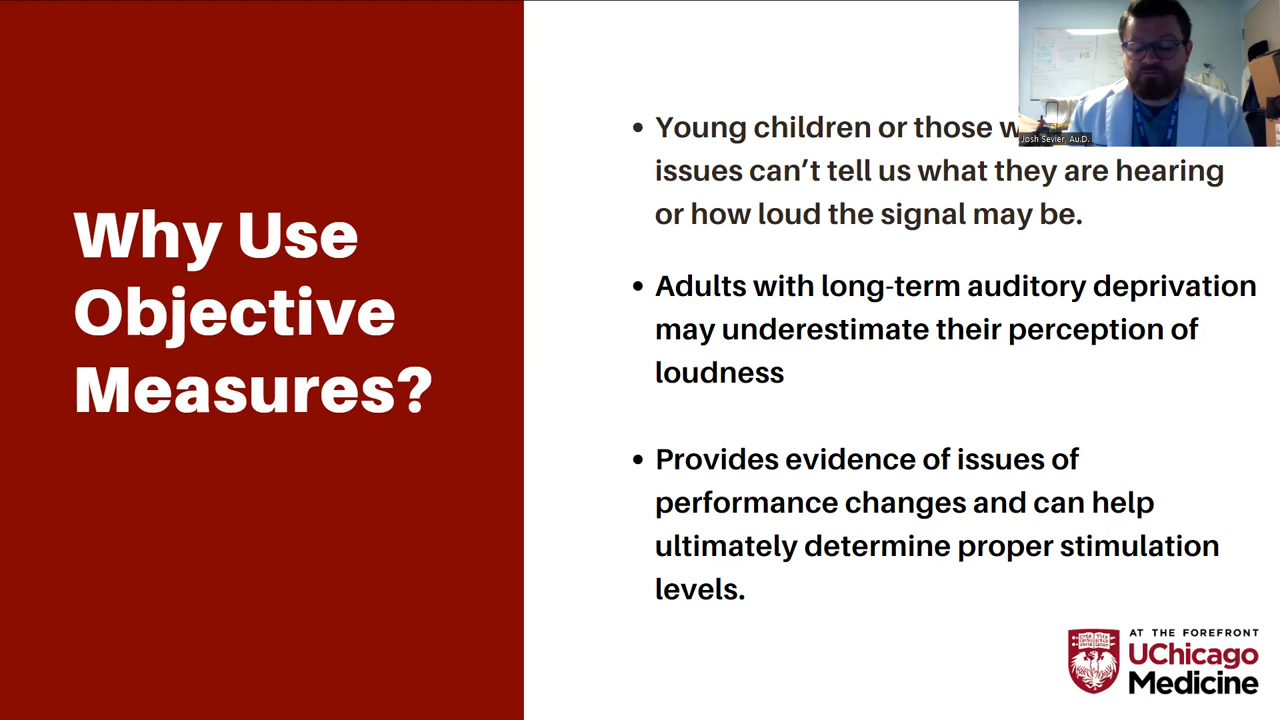 Why Use
Objective
Measures?
• Young children or those
issues can’t tell us what they are hearing
or how loud the signal may be.
• Adults with long-term auditory deprivation
may underestimate their perception of
loudness
• Provides evidence of issues of
performance changes and can help
ultimately determine proper stimulation
levels.
Josh Sevier, Au.D.
AT THE FOREFRONT
UChicago
Medicine